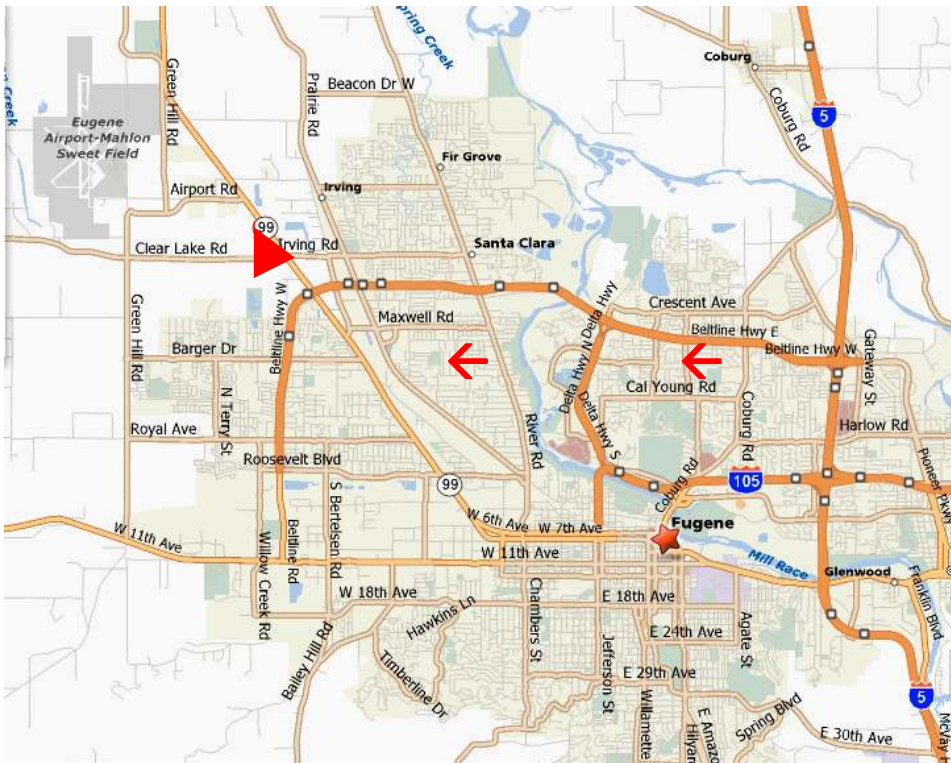 Spring Creek
Coburg
Green Hill Rd
Prairie Rd
Beacon Dr W
Coburg Rd
5
Eugene
Airport-Mahlon
Sweet Field
Creek
Fir Grove
Airport Rd
Irving
99
Clear Lake Rd
Irving Rd
Santa Clara
Green Hill Rd
Beltline Hwy W
Delta Hwy
Crescent Ave
Maxwell Rd
Beltline Hwy E
Barger Dr
Beltline Hwy W
Gateway St
Delta Hwy N
Cal Young Rd
N Terry St
Delta Hwy S
Coburg Rd
River Rd
Harlow Rd
Royal Ave
Roosevelt Blvd
Pioneer Pkwy
99
S Bertelsen Rd
Coburg Rd
105
W 6th Ave
W 7th Ave
Eugene
W 11th Ave
Beltline Rd
Willow Creek Rd
W 11th Ave
Mill Race
Glenwood
Franklin Blvd
W 18th Ave
Hawkins Ln
Chambers St
E 18th Ave
Agate St
E 24th Ave
Bailey Hill Rd
Timberline Dr
Jefferson St
E 29th Ave
Willamette
E Amazo
Hilyar
Spring Blvd
E 30th Ave
5
McVay H